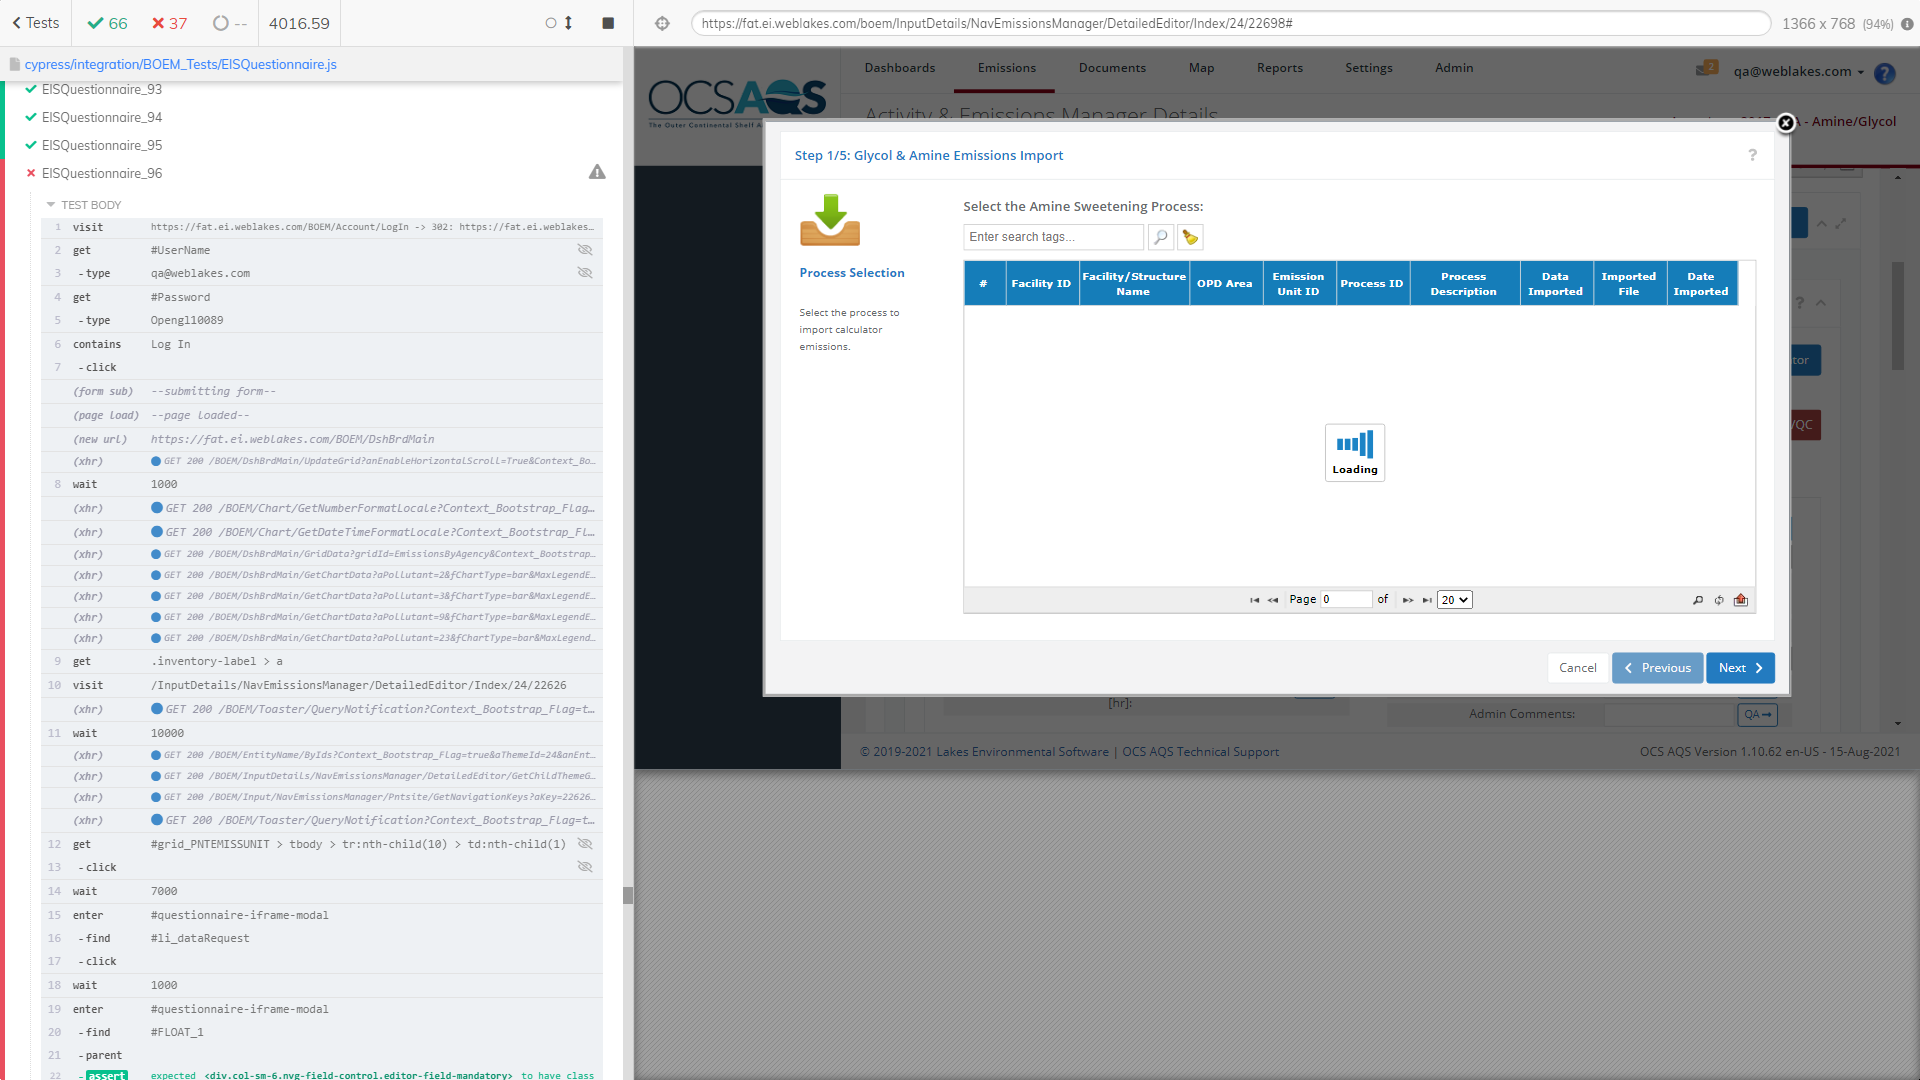 Tests
66
37
--
4016.59
https://fat.ei.weblakes.com/boem/InputDetails/NavEmissionsManager/DetailedEditor/Index/24/22698#
1366 x 768 (94%)
cypress/integration/BOEM_Tests/EISQuestionnaire.js
EISQuestionnaire_93
EISQuestionnaire_94
EISQuestionnaire_95
EISQuestionnaire_96
TEST BODY
1 visit https://fat.ei.weblakes.com/BOEM/Account/LogIn -> 302: https://fat.ei.weblakes...
2 get #UserName
3 -type qa@weblakes.com
4 get #Password
5 -type Opengl10089
6 contains Log In
7 -click
(form sub) --submitting form--
(page load) --page loaded--
(new url) https://fat.ei.weblakes.com/BOEM/DshBrdMain
(xhr) GET 200 /BOEM/DshBrdMain/UpdateGrid?anEnableHorizontalScroll=True&Context_Bo...
8 wait 1000
(xhr) GET 200 /BOEM/Chart/GetNumberFormatLocale?Context_Bootstrap_Flag...
(xhr) GET 200 /BOEM/Chart/GetDateTimeFormatLocale?Context_Bootstrap_Fl...
(xhr) GET 200 /BOEM/DshBrdMain/GridData?gridId=EmissionsByAgency&Context_Bootstrap...
(xhr) GET 200 /BOEM/DshBrdMain/GetChartData?aPollutant=2&fChartType=bar&MaxLegendE...
(xhr) GET 200 /BOEM/DshBrdMain/GetChartData?aPollutant=3&fChartType=bar&MaxLegendE...
(xhr) GET 200 /BOEM/DshBrdMain/GetChartData?aPollutant=9&fChartType=bar&MaxLegendE...
(xhr) GET 200 /BOEM/DshBrdMain/GetChartData?aPollutant=23&fChartType=bar&MaxLegend...
9 get .inventory-label > a
10 visit /InputDetails/NavEmissionsManager/DetailedEditor/Index/24/22626
(xhr) GET 200 /BOEM/Toaster/QueryNotification?Context_Bootstrap_Flag=t...
11 wait 10000
(xhr) GET 200 /BOEM/EntityName/ByIds?Context_Bootstrap_Flag=true&aThemeId=24&anEnt...
(xhr) GET 200 /BOEM/InputDetails/NavEmissionsManager/DetailedEditor/GetChildThemeG...
(xhr) GET 200 /BOEM/Input/NavEmissionsManager/Pntsite/GetNavigationKeys?aKey=22626...
(xhr) GET 200 /BOEM/Toaster/QueryNotification?Context_Bootstrap_Flag=t...
12 get #grid_PNTEMISSUNIT > tbody > tr:nth-child(10) > td:nth-child(1)
13 -click
14 wait 7000
15 enter #questionnaire-iframe-modal
16 -find #li_dataRequest
17 -click
18 wait 1000
19 enter #questionnaire-iframe-modal
20 -find #FLOAT_1
21 -parent
22 -assert expected <div.col-sm-6.nvg-field-control.editor-field-mandatory> to have class
OCSAQS
The Outer Continental Shelf A
Dashboards Emissions Documents Map Reports Settings Admin
2
qa@weblakes.com
?
Activity & Emissions Manager Details
- Amine/Glycol
Step 1/5: Glycol & Amine Emissions Import
?
Process Selection
Select the process to
import calculator
emissions.
Select the Amine Sweetening Process:
Enter search tags...
# Facility ID Facility/Structure Name OPD Area Emission Unit ID Process ID Process Description Data Imported Imported File Date Imported
Loading
Page 0 of 20
Cancel Previous Next
?
tor
/QC
[hr]:
Admin Comments:
QA
© 2019-2021 Lakes Environmental Software | OCS AQS Technical Support
OCS AQS Version 1.10.62 en-US - 15-Aug-2021